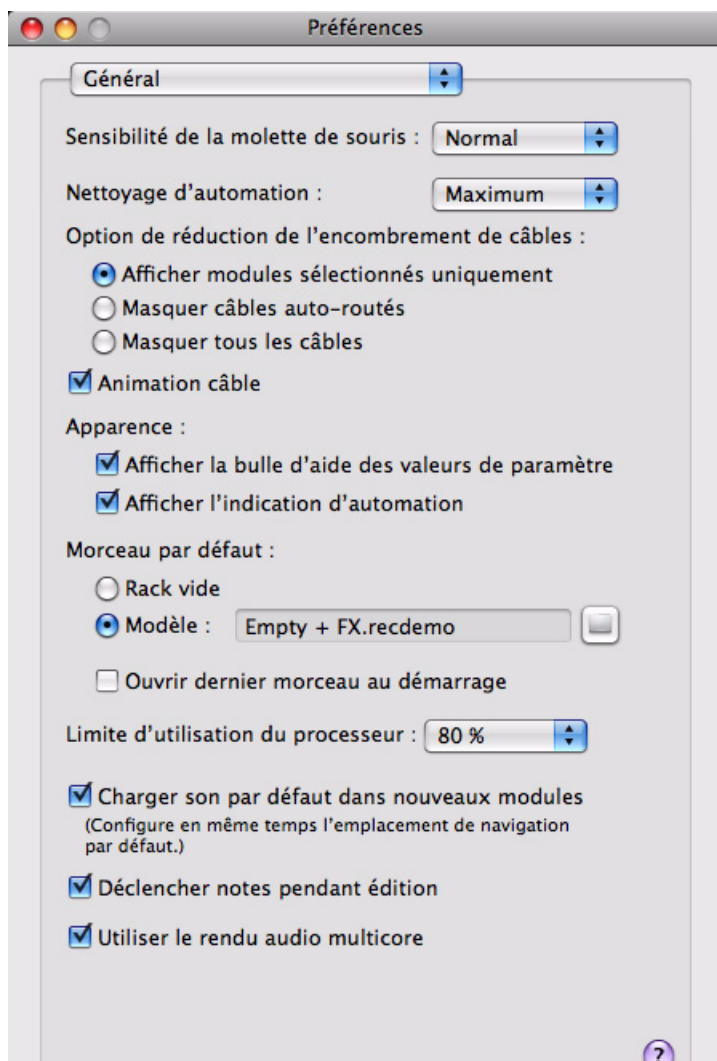 Préférences
Général
Sensibilité de la molette de souris : Normal
Nettoyage d'automation : Maximum
Option de réduction de l'encombrement de câbles :
Afficher modules sélectionnés uniquement
Masquer câbles auto-routés
Masquer tous les câbles
Animation câble
Apparence :
Afficher la bulle d'aide des valeurs de paramètre
Afficher l'indication d'automation
Morceau par défaut :
Rack vide
Modèle : Empty + FX.recdemo
Ouvrir dernier morceau au démarrage
Limite d'utilisation du processeur : 80 %
Charger son par défaut dans nouveaux modules
(Configure en même temps l'emplacement de navigation
par défaut.)
Déclencher notes pendant édition
Utiliser le rendu audio multicore
?